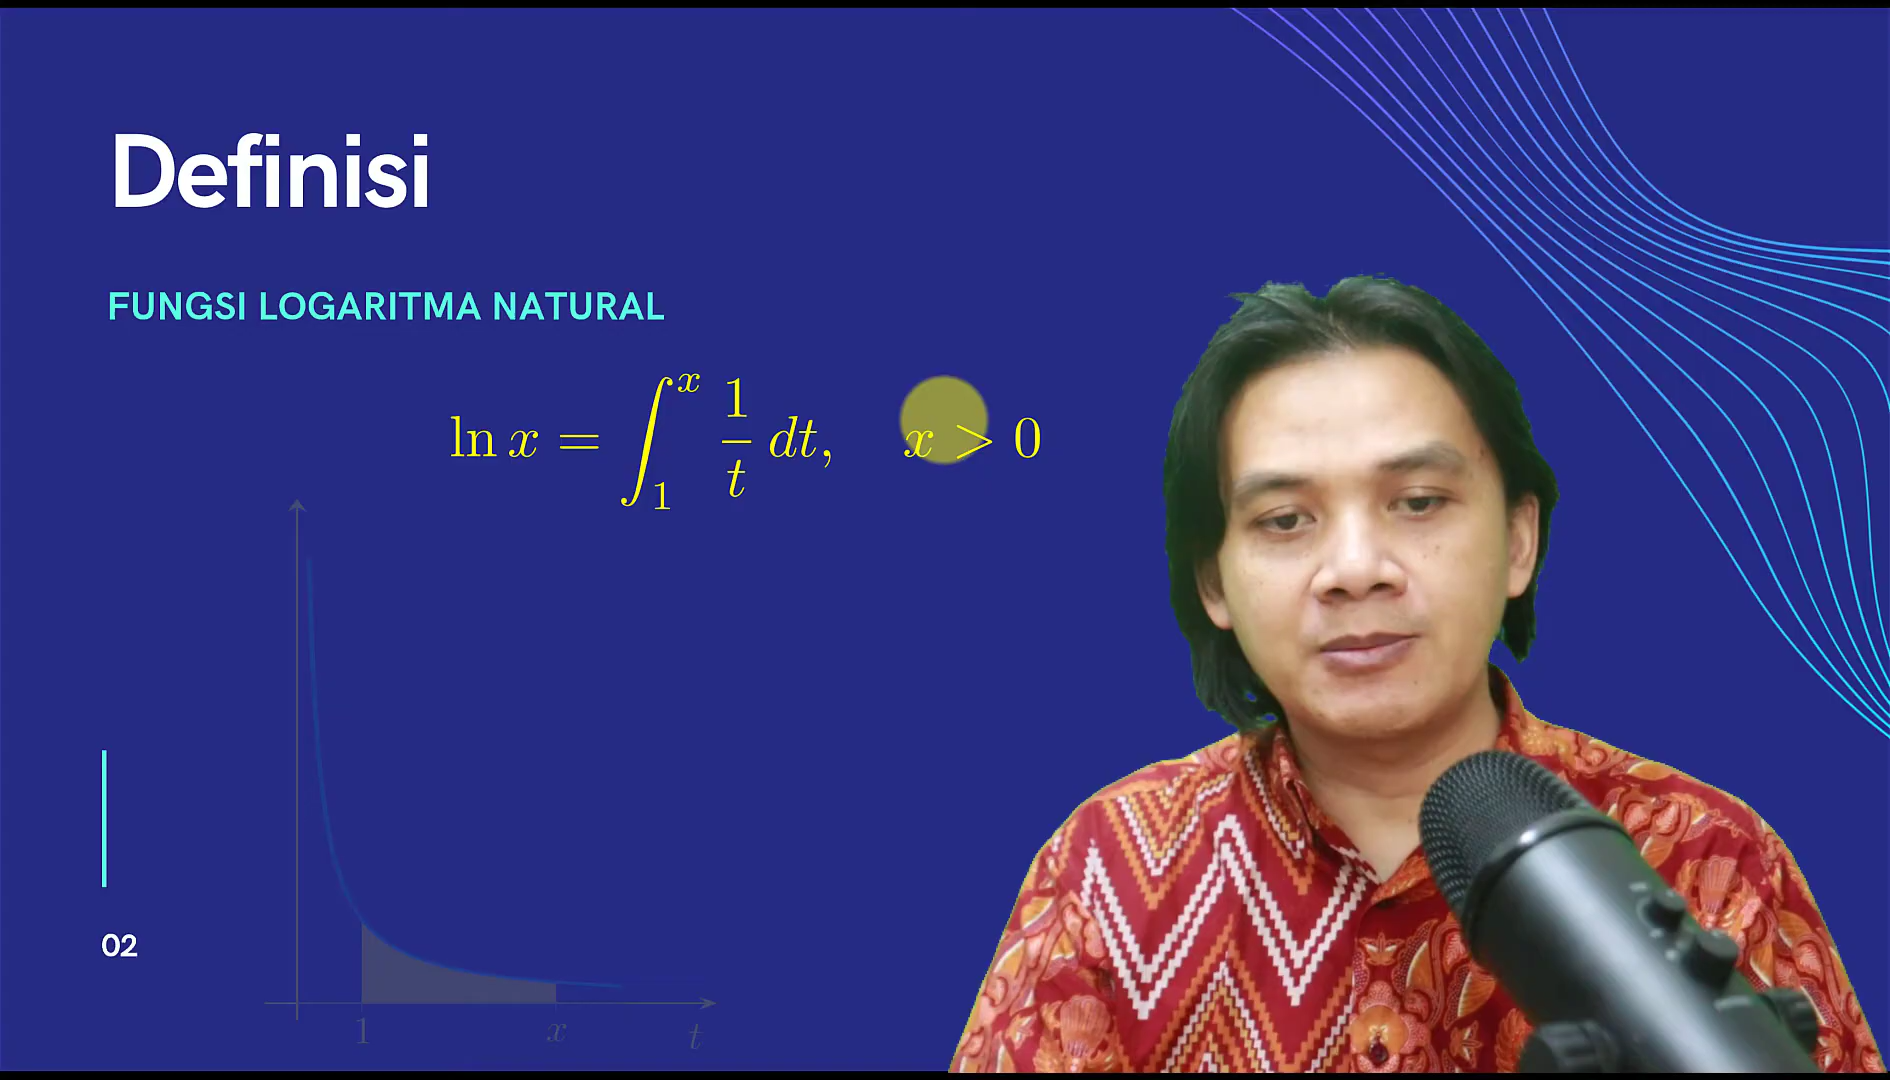 Definisi
FUNGSI LOGARITMA NATURAL
ln x = ∫₁ˣ 1/t dt, x > 0
1 x t
02